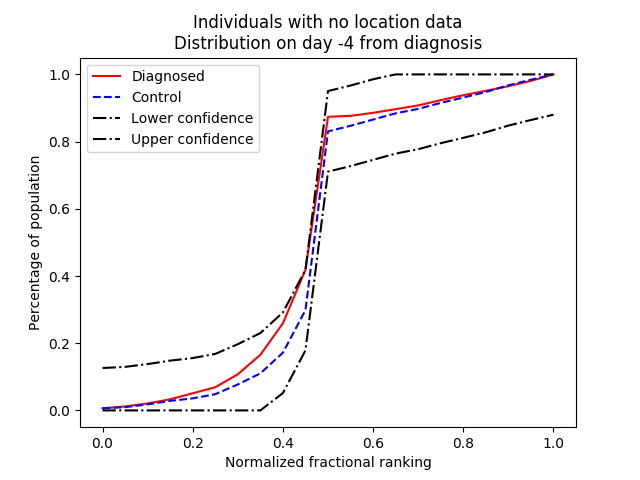 Individuals with no location data
Distribution on day -4 from diagnosis
Diagnosed
Control
Lower confidence
Upper confidence
Percentage of population
1.0
0.8
0.6
0.4
0.2
0.0
0.0 0.2 0.4 0.6 0.8 1.0
Normalized fractional ranking